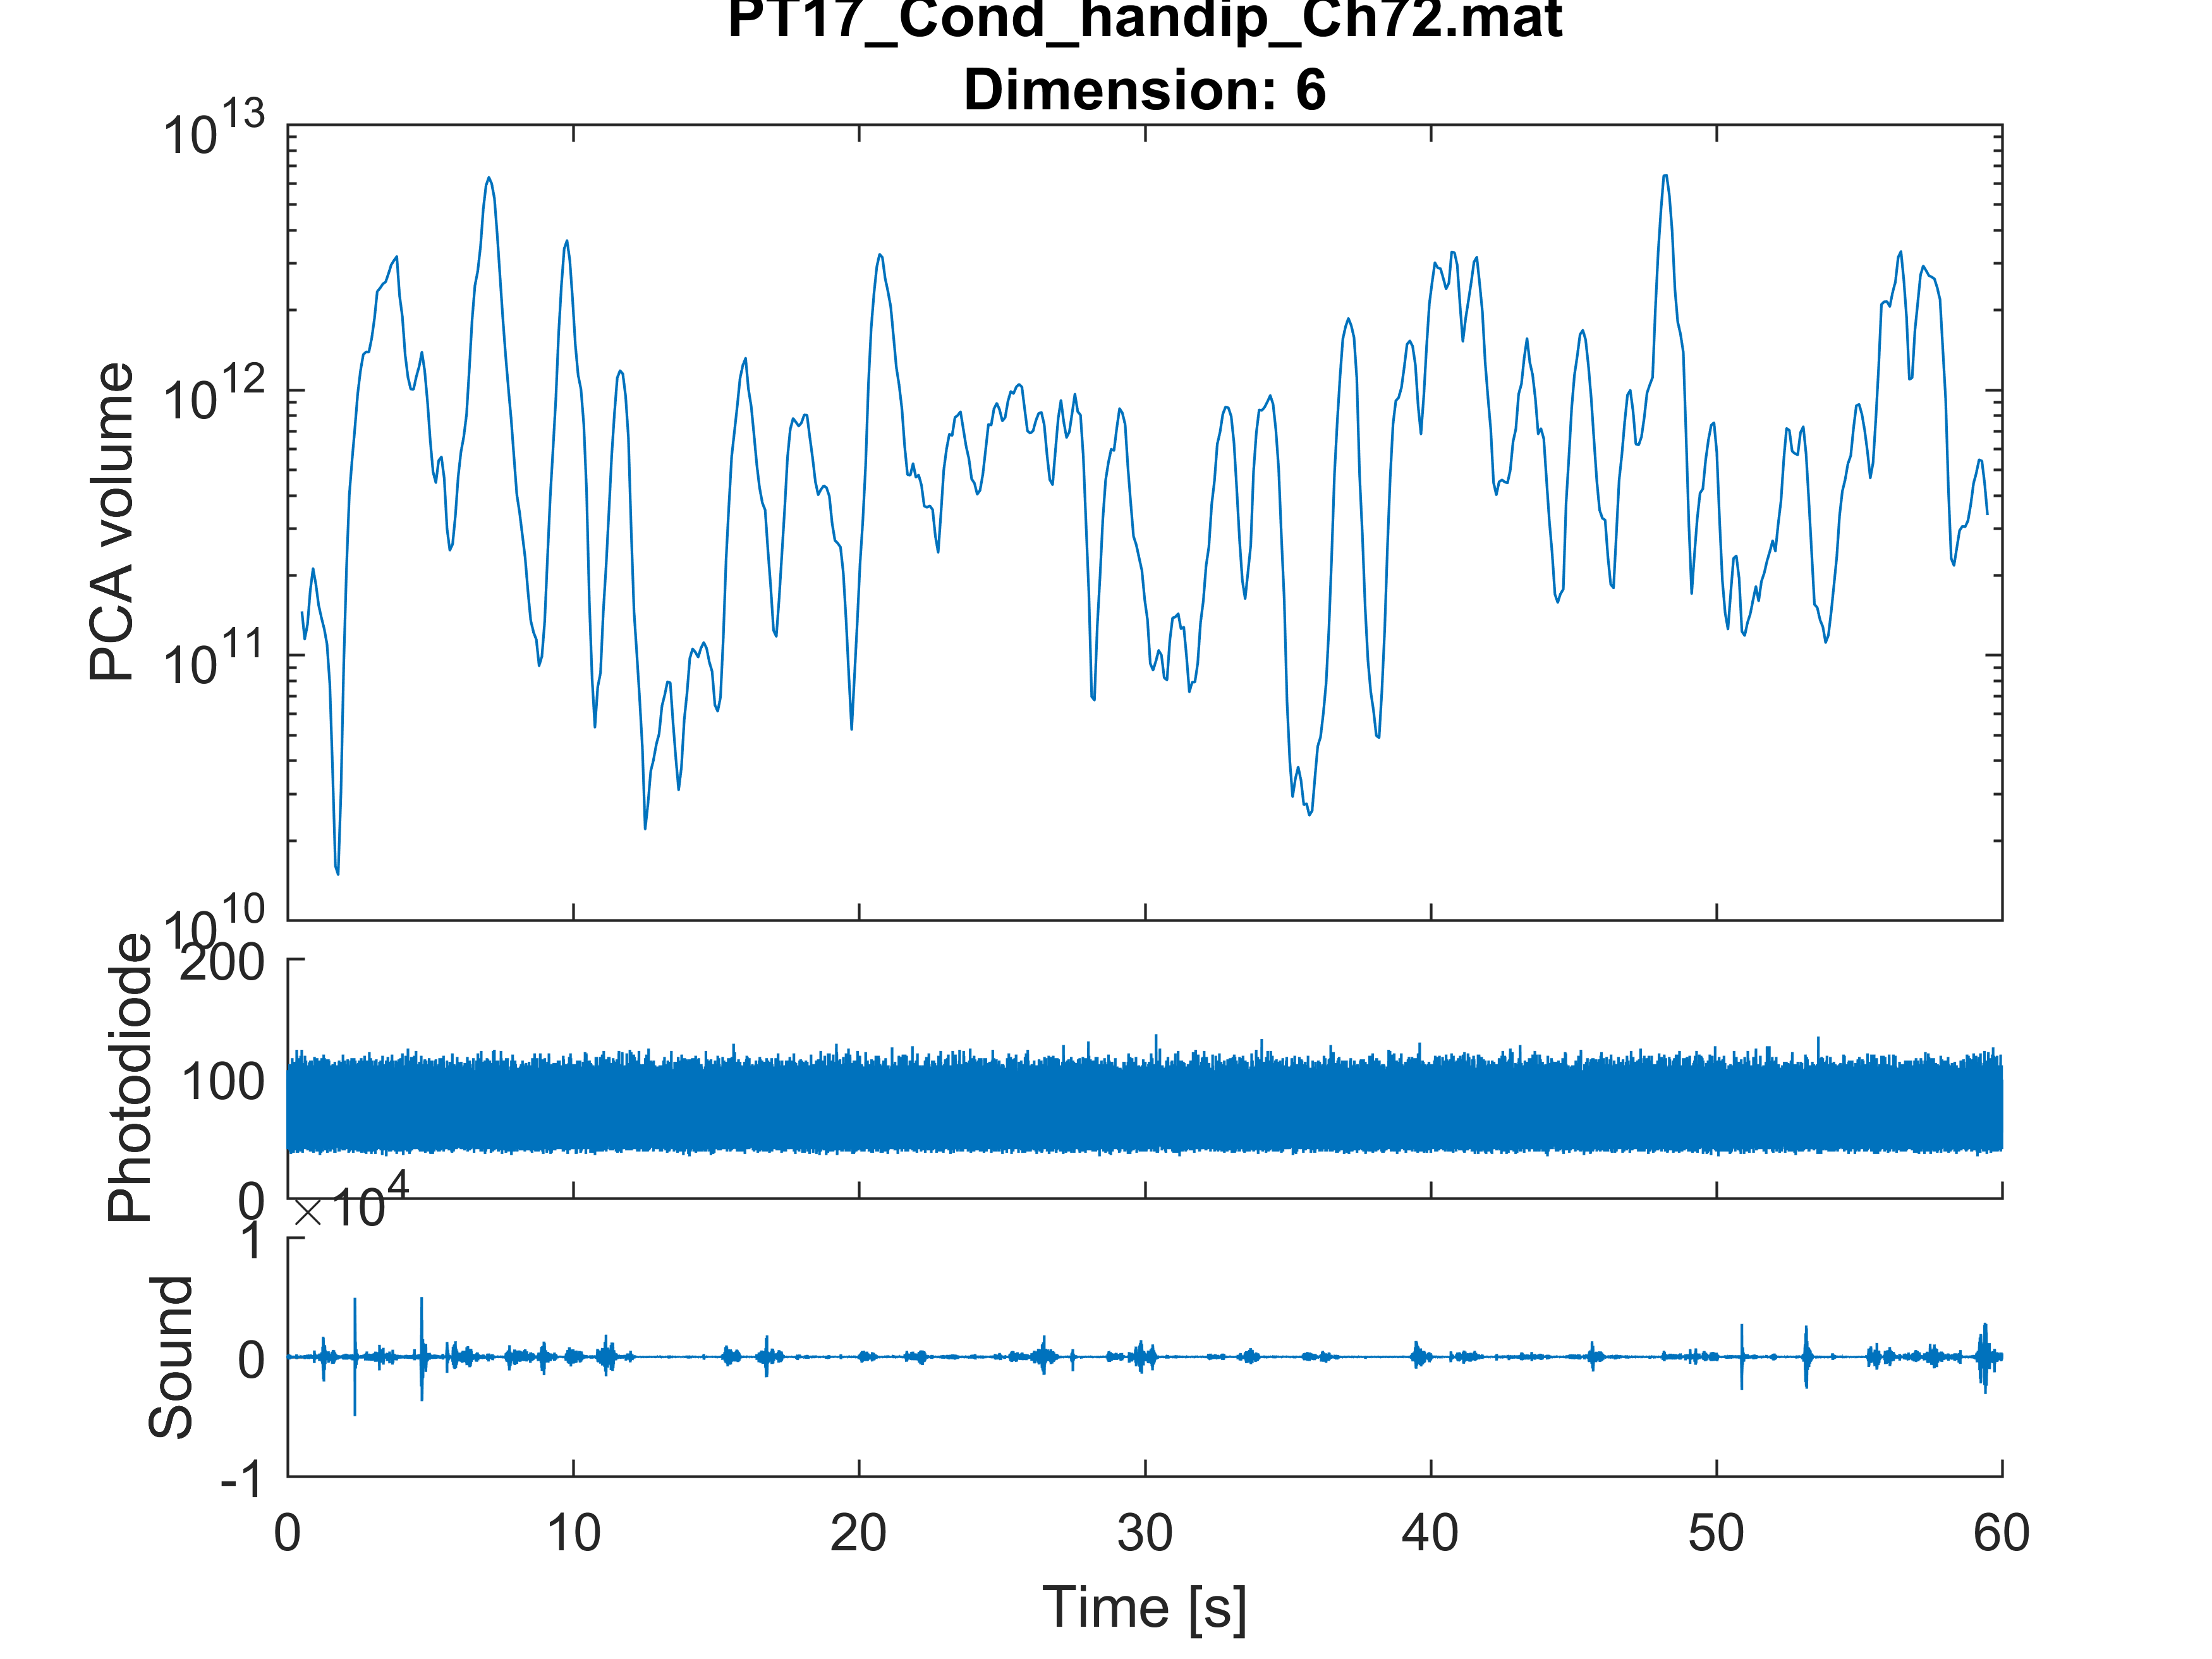 PT17_Cond_handip_Ch72.mat
Dimension: 6
10^13
10^12
10^11
10^10
PCA volume
200
100
0
Photodiode
×10^4
1
0
-1
Sound
0 10 20 30 40 50 60
Time [s]